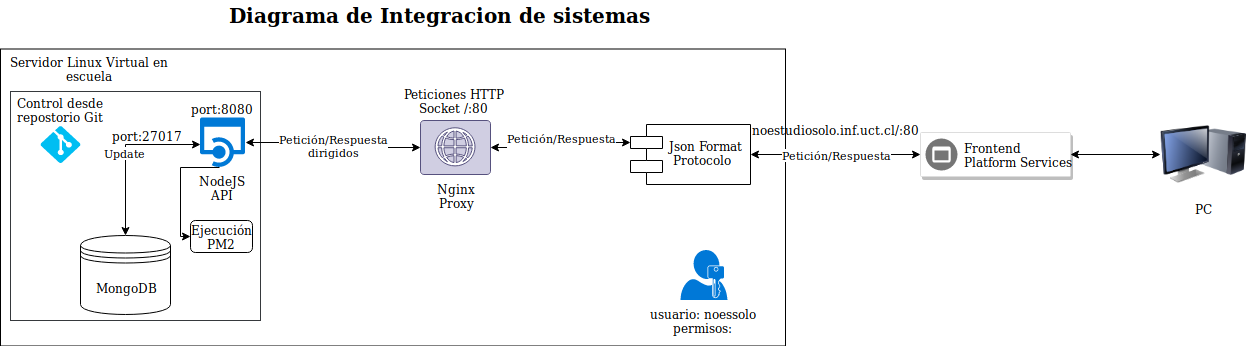 Diagrama de Integracion de sistemas
Servidor Linux Virtual en
escuela
Control desde
repostorio Git
port:8080
port:27017
Update
NodeJS
API
Ejecución
PM2
MongoDB
Petición/Respuesta
dirigidos
Peticiones HTTP
Socket /:80
Nginx
Proxy
Petición/Respuesta
Json Format
Protocolo
noestudiosolo.inf.uct.cl/:80
Petición/Respuesta
Frontend
Platform Services
PC
usuario: noessolo
permisos: